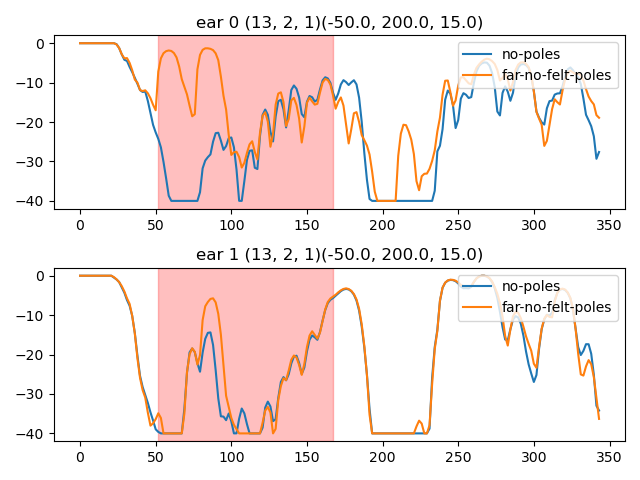 ear 0 (13, 2, 1)(-50.0, 200.0, 15.0)
0
−10
−20
−30
−40
no-poles
far-no-felt-poles
0 50 100 150 200 250 300 350
ear 1 (13, 2, 1)(-50.0, 200.0, 15.0)
0
−10
−20
−30
−40
no-poles
far-no-felt-poles
0 50 100 150 200 250 300 350